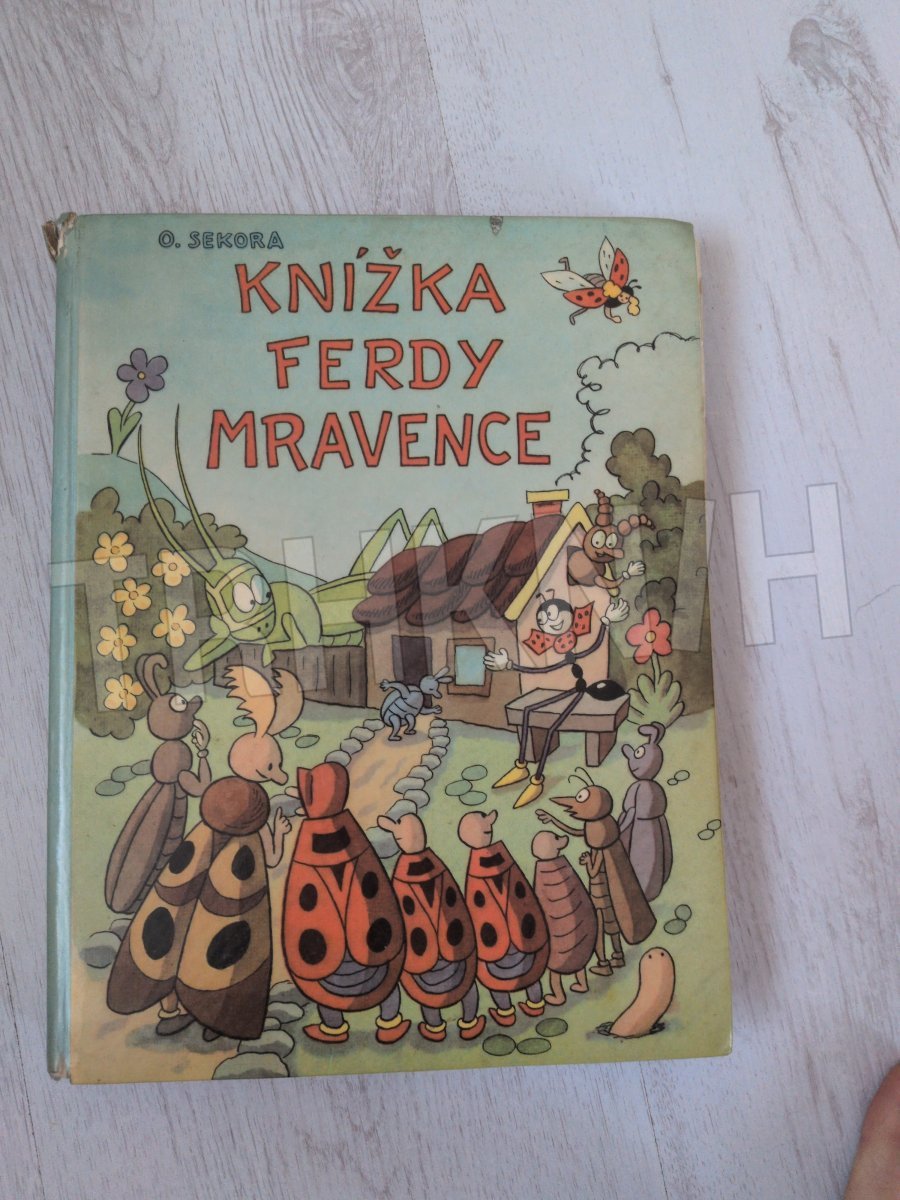 O. SEKORA
KNÍŽKA
FERDY
MRAVENCE